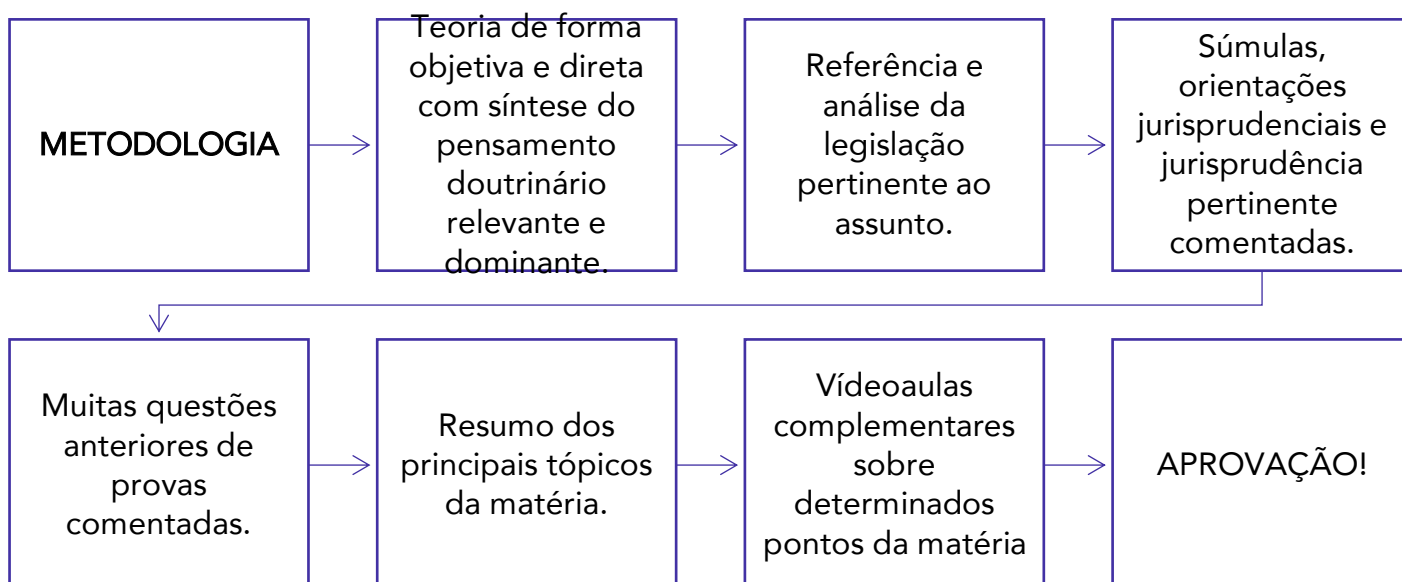 METODOLOGIA
Teoria de forma
objetiva e direta
com síntese do
pensamento
doutrinário
relevante e
dominante.
Referência e
análise da
legislação
pertinente ao
assunto.
Súmulas,
orientações
jurisprudenciais e
jurisprudência
pertinente
comentadas.
Muitas questões
anteriores de
provas
comentadas.
Resumo dos
principais tópicos
da matéria.
Vídeoaulas
complementares
sobre
determinados
pontos da matéria
APROVAÇÃO!